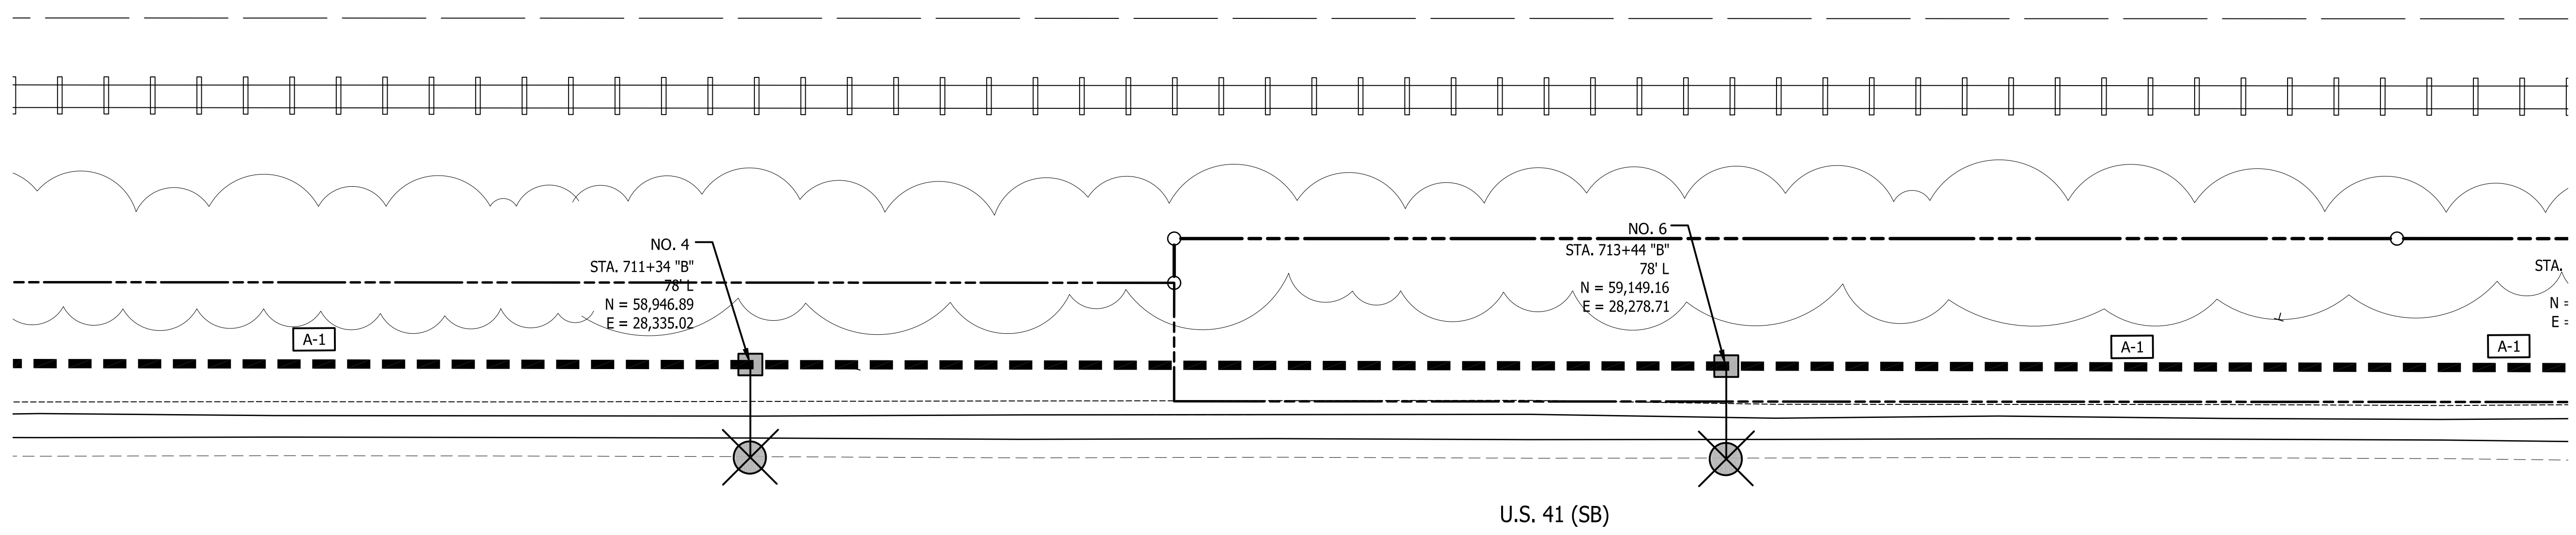 NO. 4
STA. 711+34 "B"
78' L
N = 58,946.89
E = 28,335.02
NO. 6
STA. 713+44 "B"
78' L
N = 59,149.16
E = 28,278.71
STA.
N =
E =
A-1
A-1
A-1
U.S. 41 (SB)